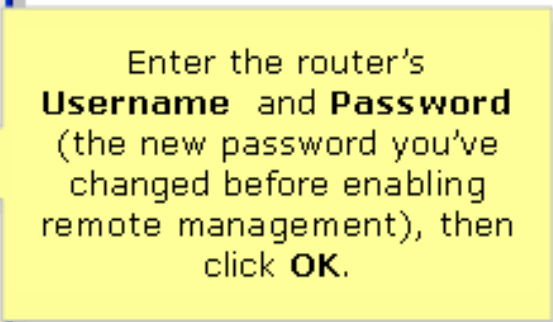 Enter the router's
Username and Password
(the new password you've
changed before enabling
remote management), then
click OK.